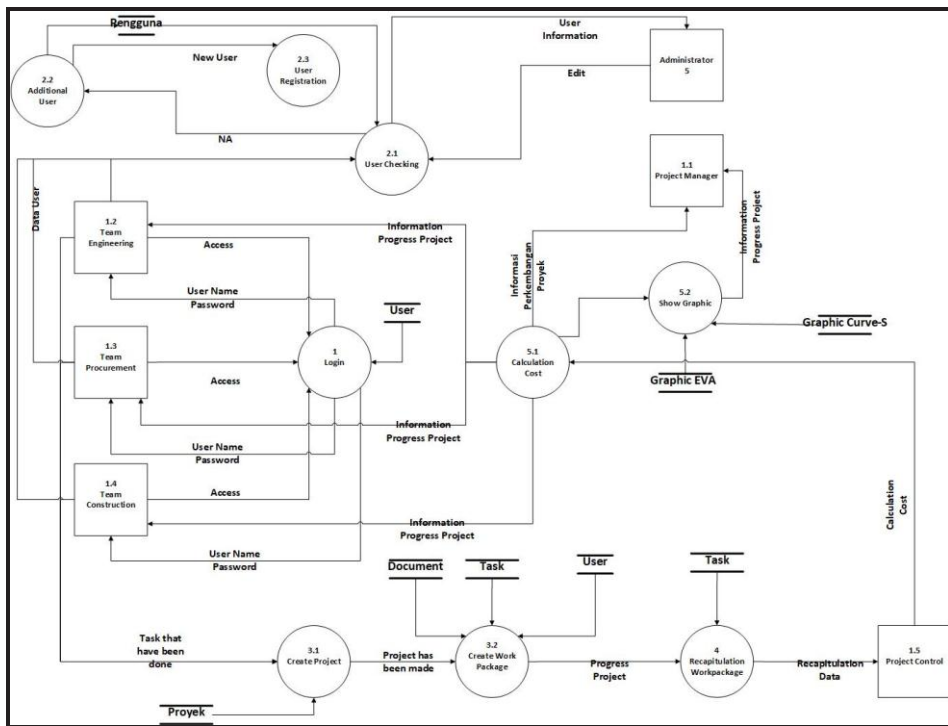 Pengguna
User
Information
2.2
Additional
User
New User
2.3
User
Registration
Administrator
S
Edit
NA
2.1
User Checking
1.1
Project Manager
Data User
1.2
Team
Engineering
Access
Information
Progress Project
Informasi
Perkembangan
Proyek
Information
Progress Project
5.2
Show Graphic
User Name
Password
User
Graphic Curve-S
1.3
Team
Procurement
Access
1
Login
5.1
Calculation
Cost
Graphic EVA
Information
Progress Project
User Name
Password
1.4
Team
Construction
Access
Information
Progress Project
Calculation
Cost
User Name
Password
Document
Task
User
Task
Task that
have been
done
3.1
Create Project
Project has
been made
3.2
Create Work
Package
Progress
Project
4
Recapitulation
Workpackage
Recapitulation
Data
1.5
Project Control
Proyek